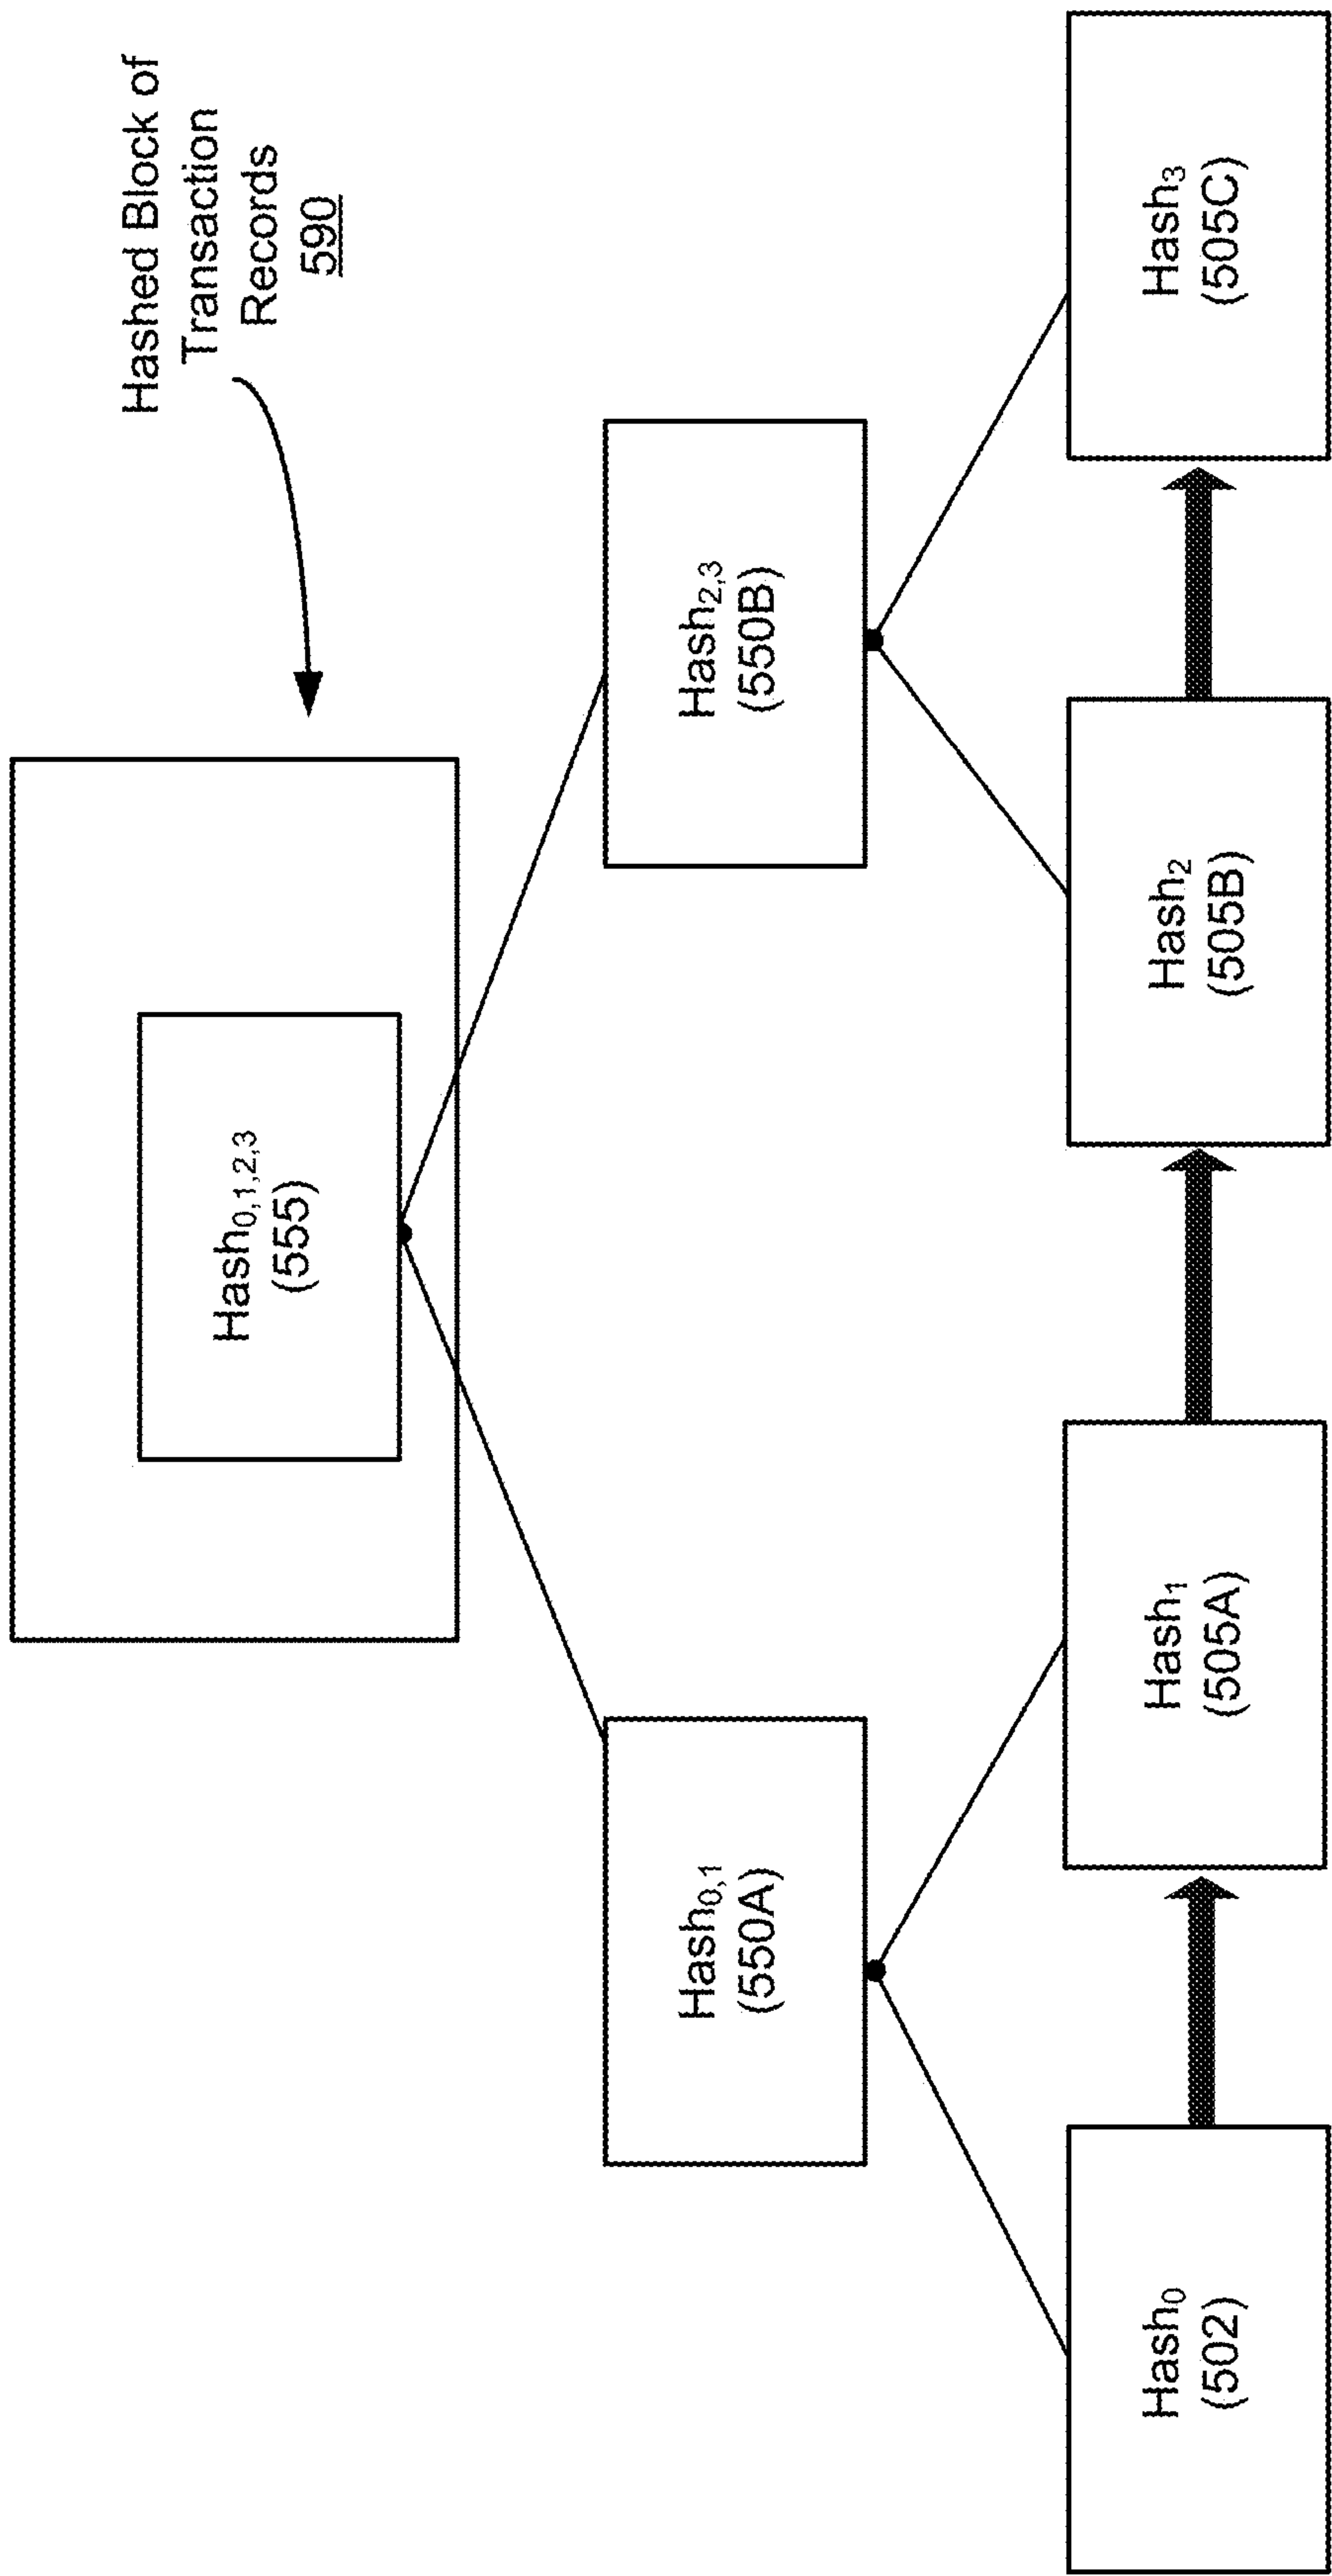 Hashed Block of
Transaction
Records
590
Hash₀,₁,₂,₃
(555)
Hash₀,₁
(550A)
Hash₂,₃
(550B)
Hash₀
(502)
Hash₁
(505A)
Hash₂
(505B)
Hash₃
(505C)